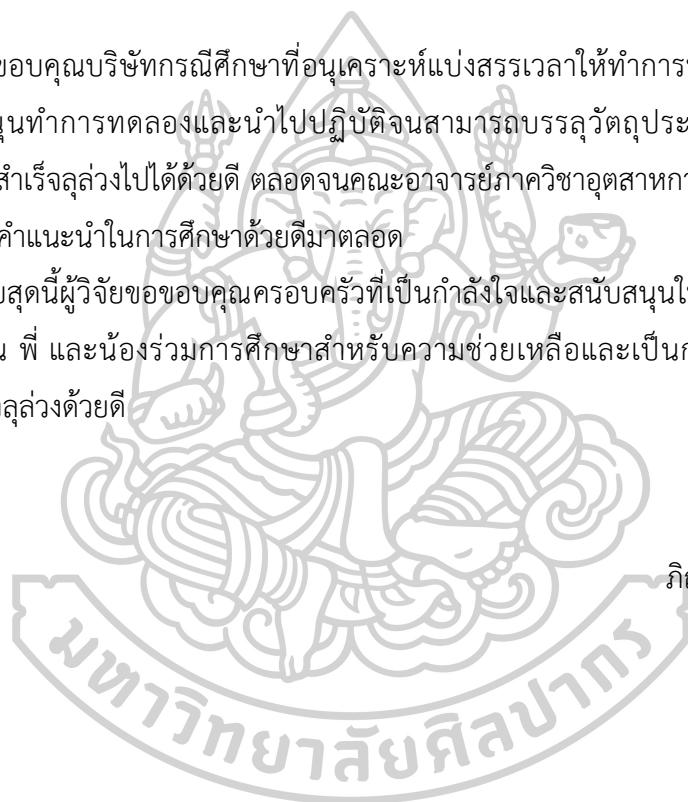 ขอบคุณบริษัทกรณีศึกษาที่อนุเคราะห์แบ่งสรรเวลาให้ทำการ
ทำการทดลองและนำไปปฏิบัติจนสามารถบรรลุวัตถุประ
สำเร็จลุล่วงไปได้ด้วยดี ตลอดจนคณะอาจารย์ภาควิชาอุตสาหกา
คำแนะนำในการศึกษาด้วยดีมาตลอด
สุดนี้ผู้วิจัยขอขอบคุณครอบครัวที่เป็นกำลังใจและสนับสนุนใ
พี่ และน้องร่วมการศึกษาสำหรับความช่วยเหลือและเป็น
ลุล่วงด้วยดี
มหาวิทยาลัยศิลปากร